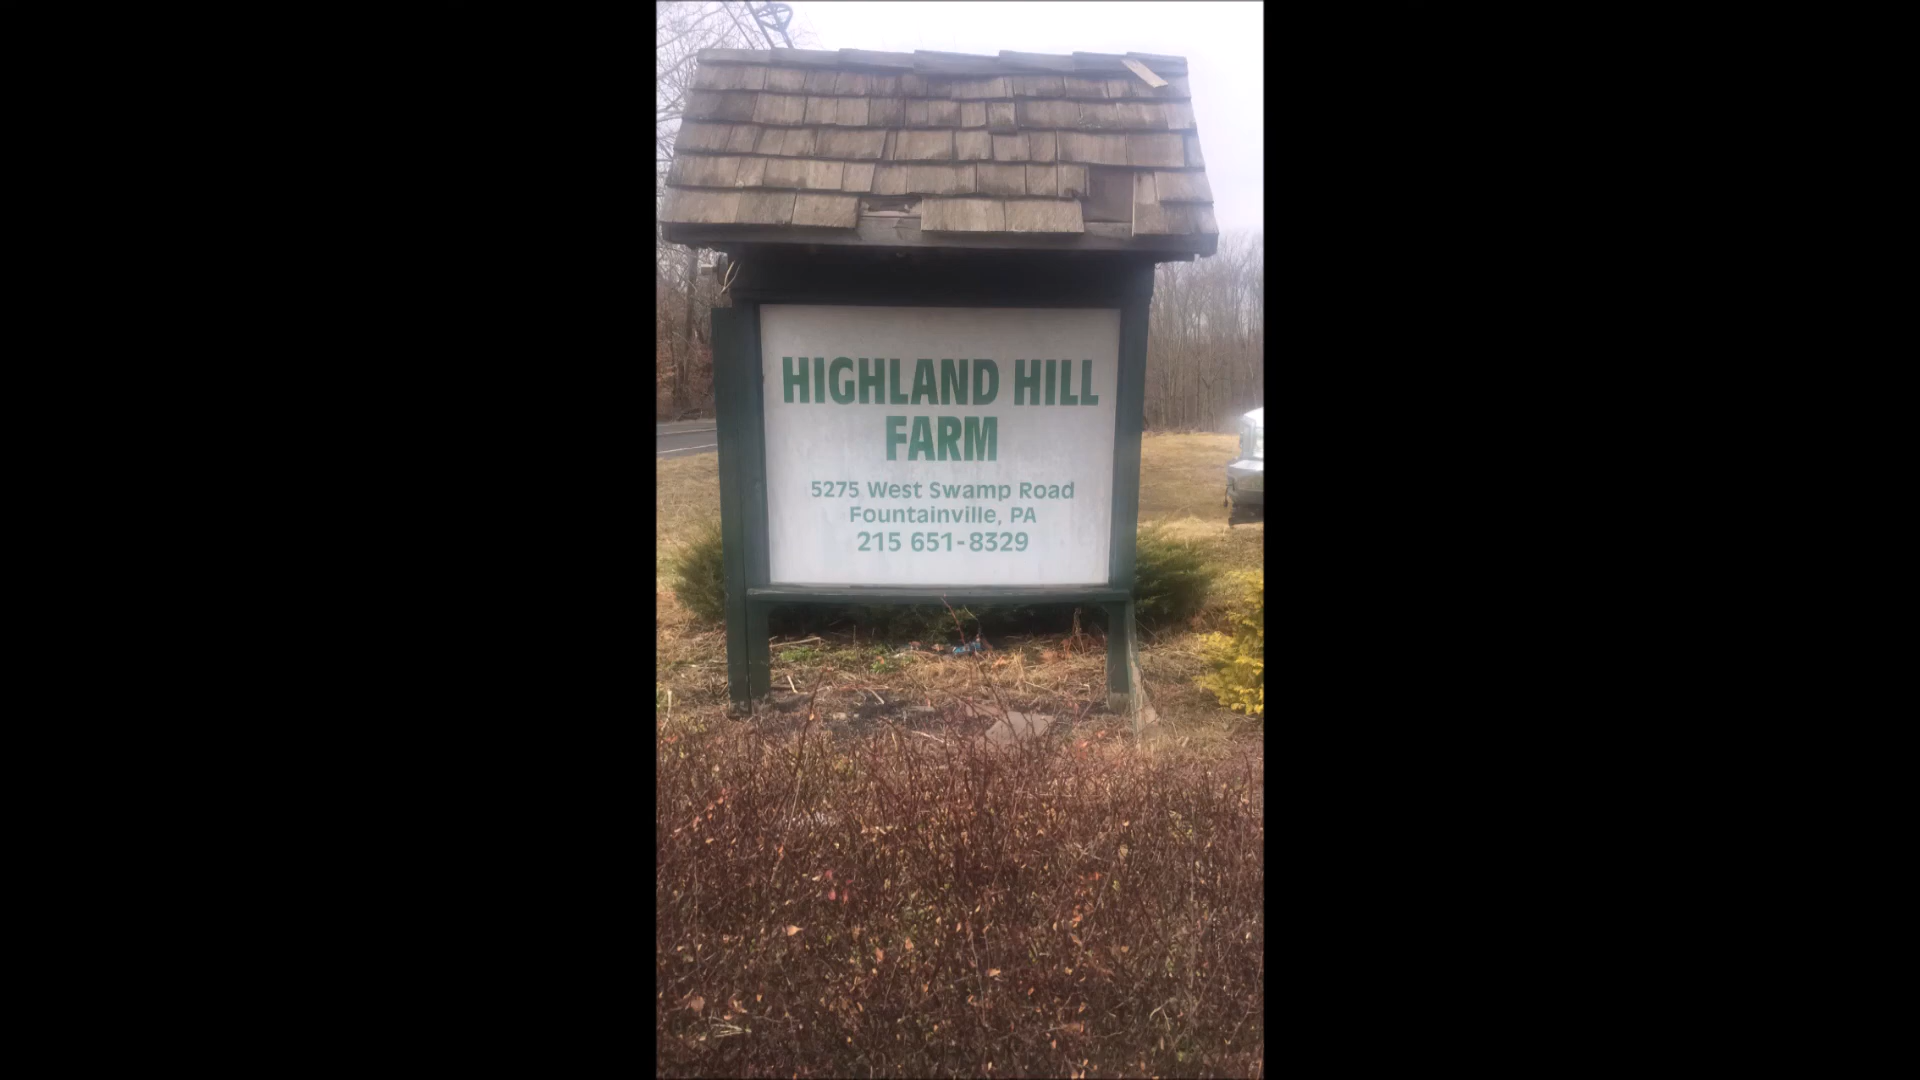 HIGHLAND HILL
FARM
5275 West Swamp Road
Fountainville, PA
215 651-8329